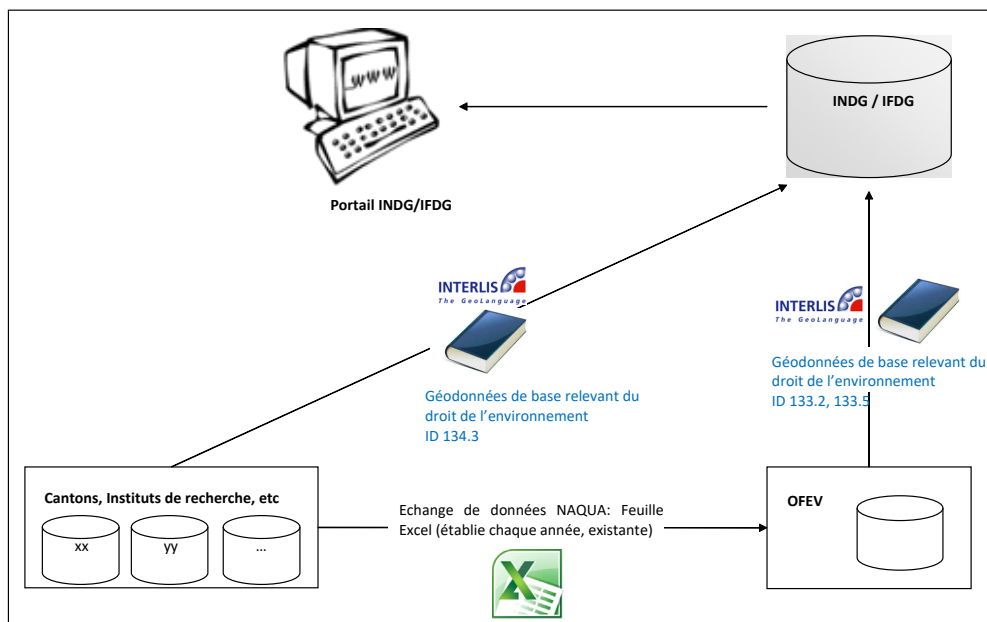 www
INDG / IFDG
Portail INDG/IFDG
INTERLIS
The GeoLanguage
INTERLIS
The GeoLanguage
Géodonnées de base relevant du
droit de l'environnement
ID 133.2, 133.5
Géodonnées de base relevant du
droit de l'environnement
ID 134.3
Cantons, Instituts de recherche, etc
xx
yy
...
Echange de données NAQUA: Feuille
Excel (établie chaque année, existante)
X
OFEV